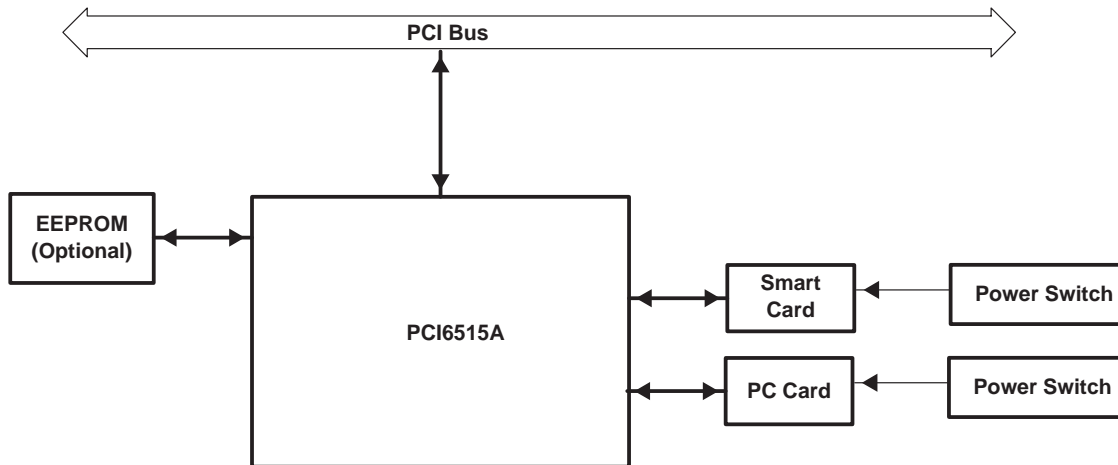 PCI Bus
EEPROM
(Optional)
PCI6515A
Smart
Card
Power Switch
PC Card
Power Switch